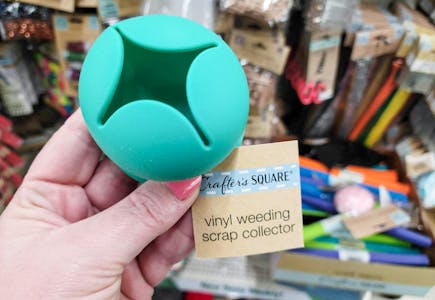 Crafter's SQUARE®
vinyl weeding
scrap collector